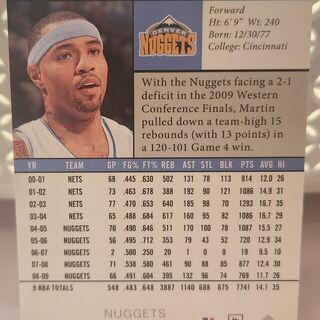 Forward
Ht: 6' 9" Wt: 240
Born: 12/30/77
College: Cincinnati
DENVER
NUGGETS
With the Nuggets facing a 2-1
deficit in the 2009 Western
Conference Finals, Martin
pulled down a team-high 15
rebounds (with 13 points) in
a 120-101 Game 4 win.
YR TEAM GP FG% FT% REB AST STL BLK PTS AVG HI
00-01 NETS 68 .445 .630 502 131 78 113 814 12.0 26
01-02 NETS 73 .463 .678 388 192 90 121 1086 14.9 31
02-03 NETS 77 .470 .653 640 185 98 70 1283 16.7 35
03-04 NETS 65 .488 .684 617 160 95 82 1086 16.7 29
04-05 NUGGETS 70 .490 .646 511 170 100 78 1087 15.5 27
05-06 NUGGETS 56 .495 .712 353 79 45 53 722 12.9 29
06-07 NUGGETS 2 .500 .250 20 1 0 0 19 9.5 10
07-08 NUGGETS 71 .538 .580 461 90 86 88 879 12.4 23
08-09 NUGGETS 66 .491 .604 395 132 96 74 769 11.7 26
9 NBA TOTALS 548 .483 .648 3887 1140 688 675 7741 14.1 35
NUGGETS